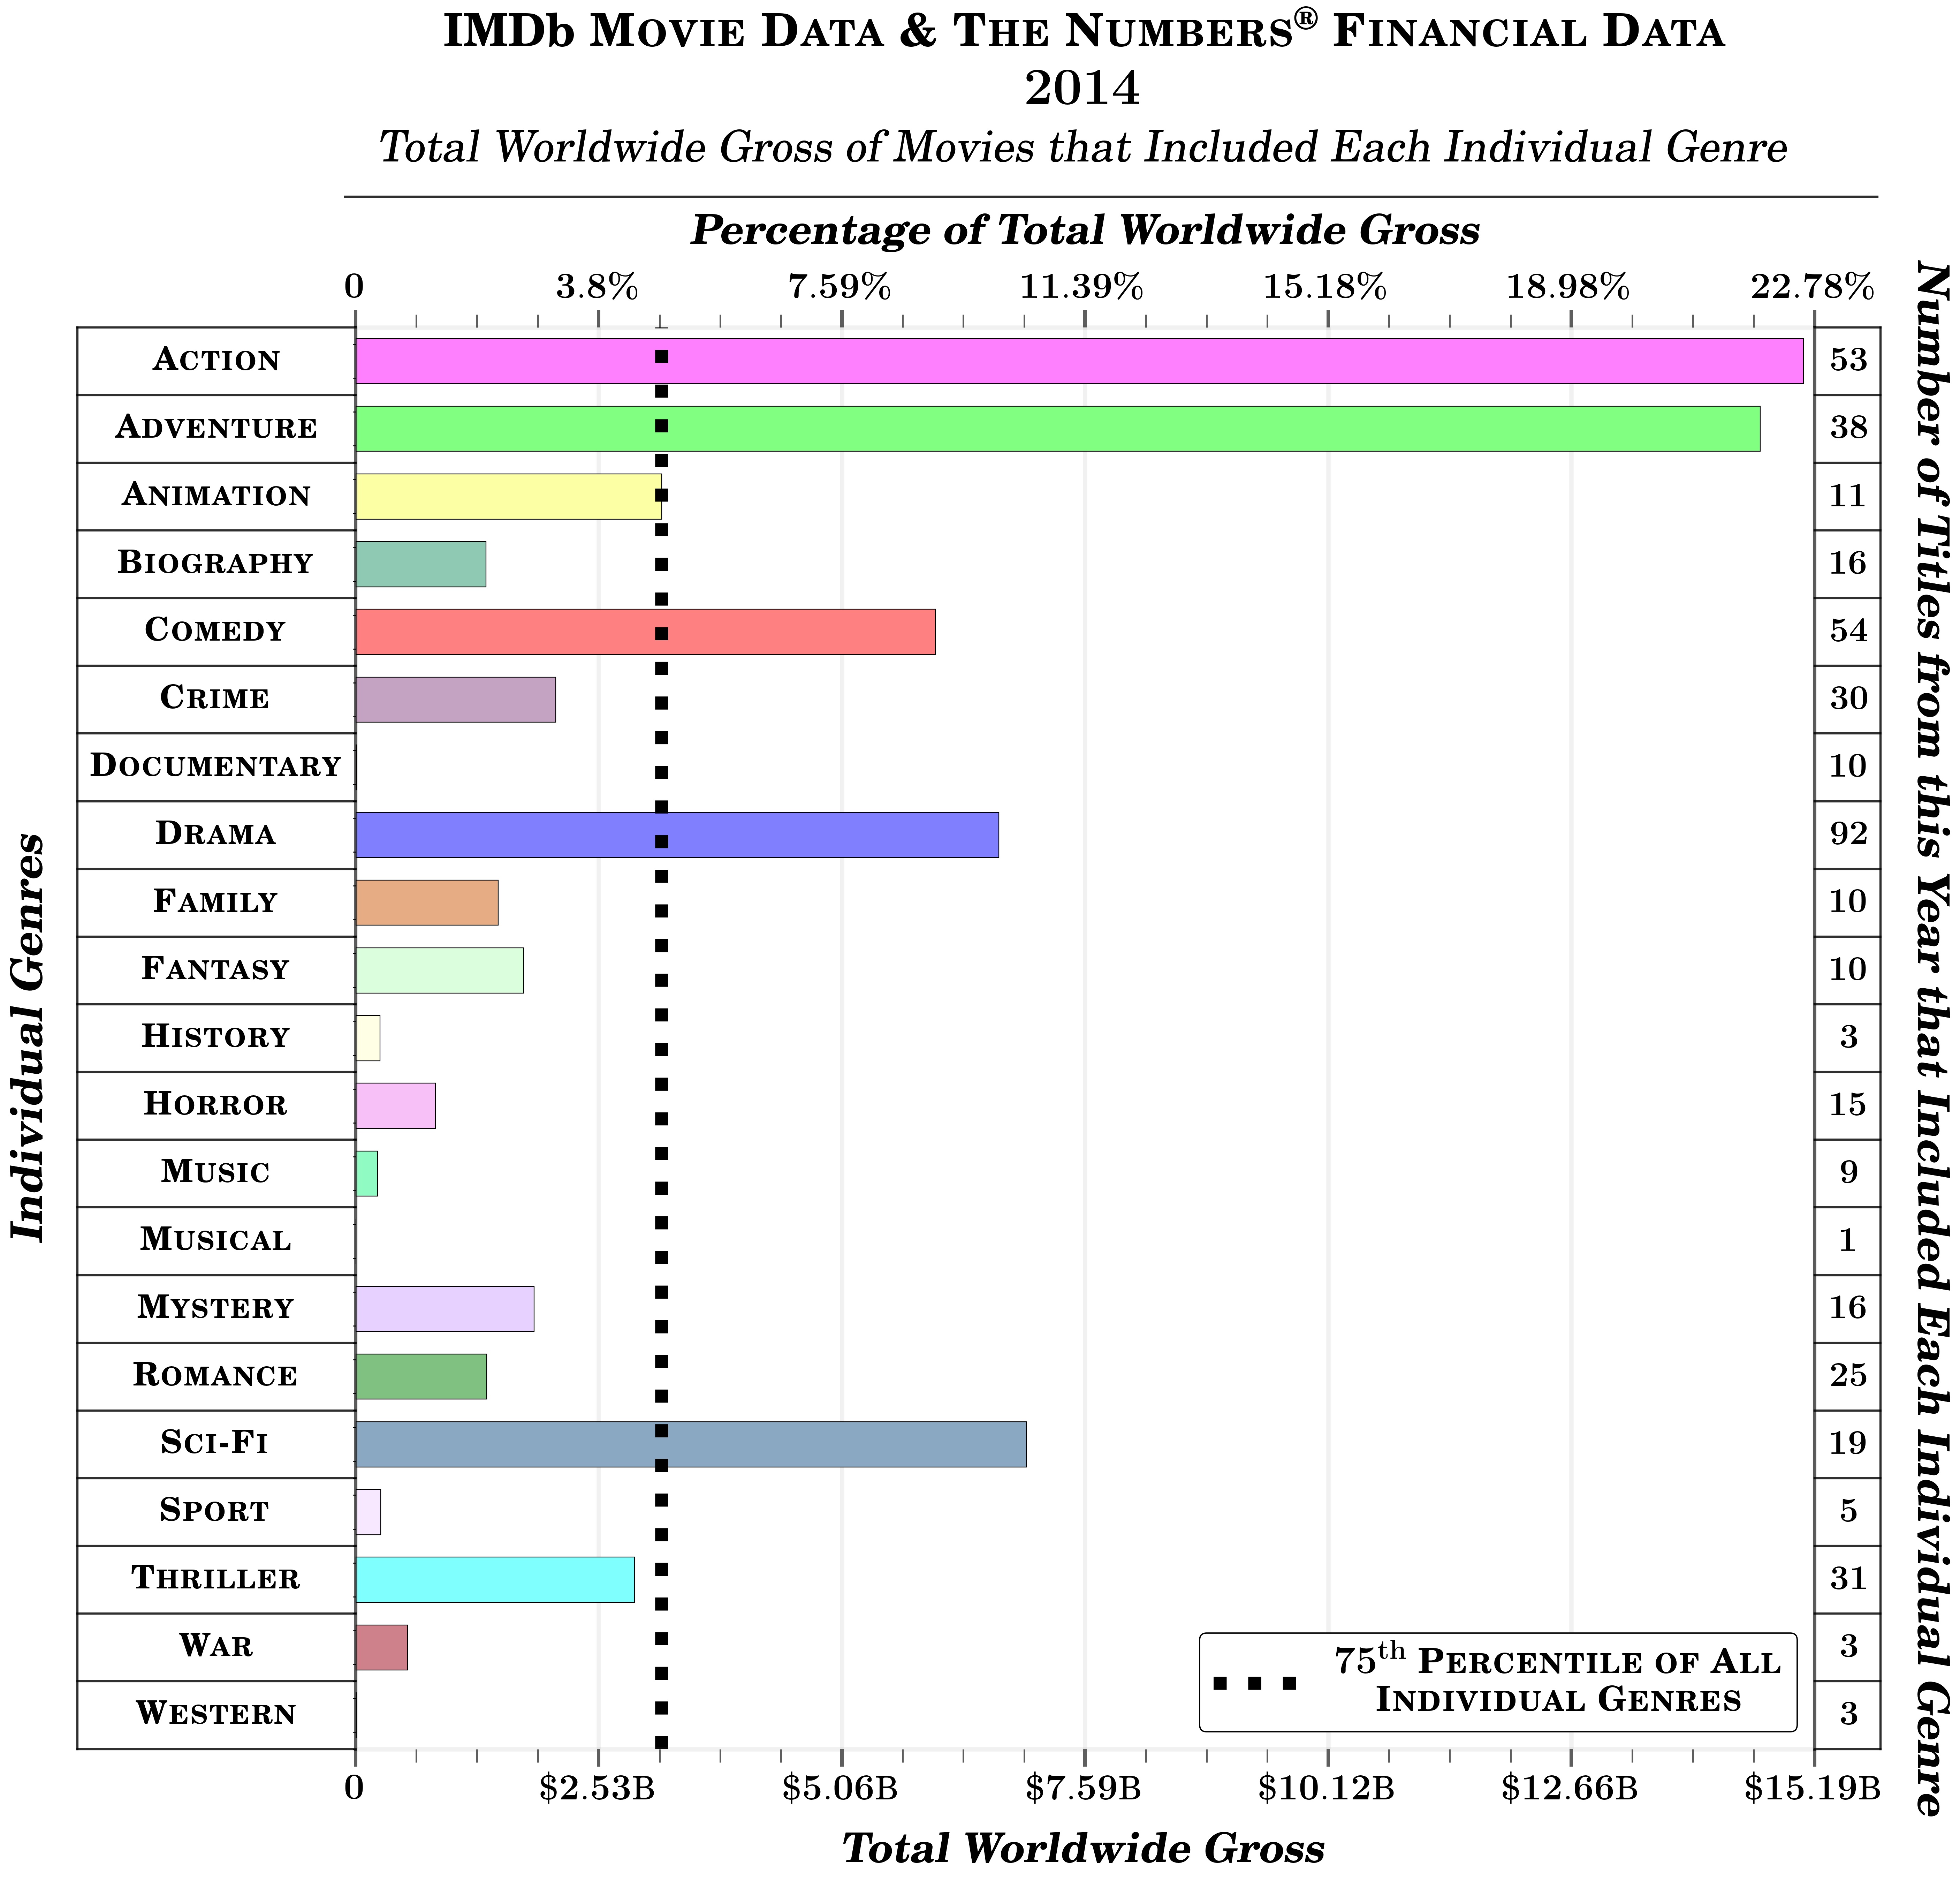 IMDb Movie Data & The Numbers® Financial Data
2014
Total Worldwide Gross of Movies that Included Each Individual Genre
Percentage of Total Worldwide Gross
0 3.8% 7.59% 11.39% 15.18% 18.98% 22.78%
Individual Genres
Number of Titles from this Year that Included Each Individual Genre
Action 53
Adventure 38
Animation 11
Biography 16
Comedy 54
Crime 30
Documentary 10
Drama 92
Family 10
Fantasy 10
History 3
Horror 15
Music 9
Musical 1
Mystery 16
Romance 25
Sci-Fi 19
Sport 5
Thriller 31
War 3
Western 3
75th Percentile of All
Individual Genres
0 $2.53B $5.06B $7.59B $10.12B $12.66B $15.19B
Total Worldwide Gross